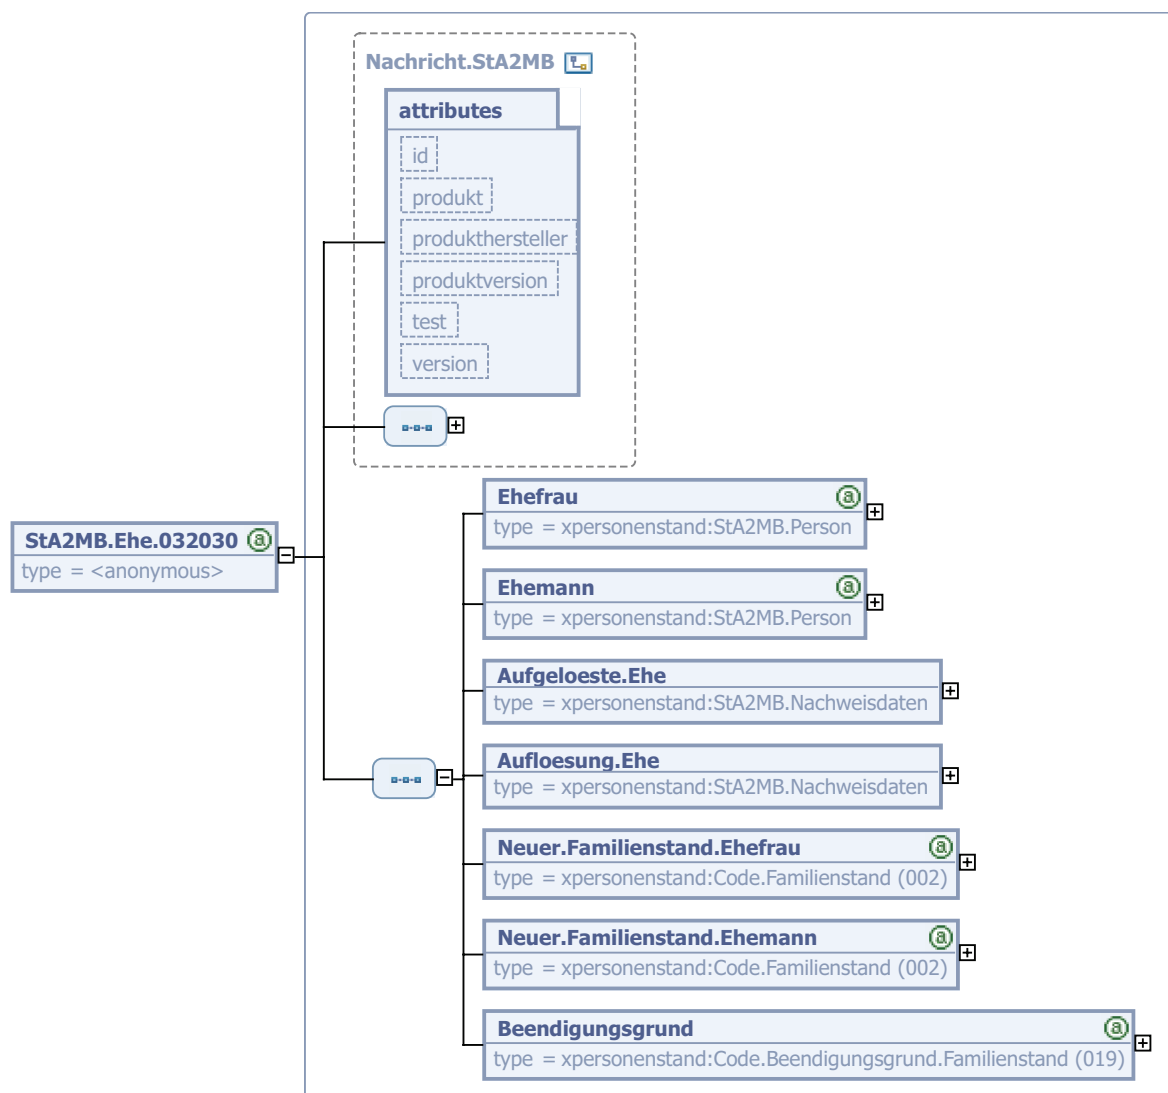 Nachricht.StA2MB
attributes
id
produkt
produkthersteller
produktversion
test
version
StA2MB.Ehe.032030 @
type = <anonymous>
Ehefrau @
type = xpersonenstand:StA2MB.Person
Ehemann @
type = xpersonenstand:StA2MB.Person
Aufgeloeste.Ehe
type = xpersonenstand:StA2MB.Nachweisdaten
Aufloesung.Ehe
type = xpersonenstand:StA2MB.Nachweisdaten
Neuer.Familienstand.Ehefrau @
type = xpersonenstand:Code.Familienstand (002)
Neuer.Familienstand.Ehemann @
type = xpersonenstand:Code.Familienstand (002)
Beendigungsgrund @
type = xpersonenstand:Code.Beendigungsgrund.Familienstand (019)